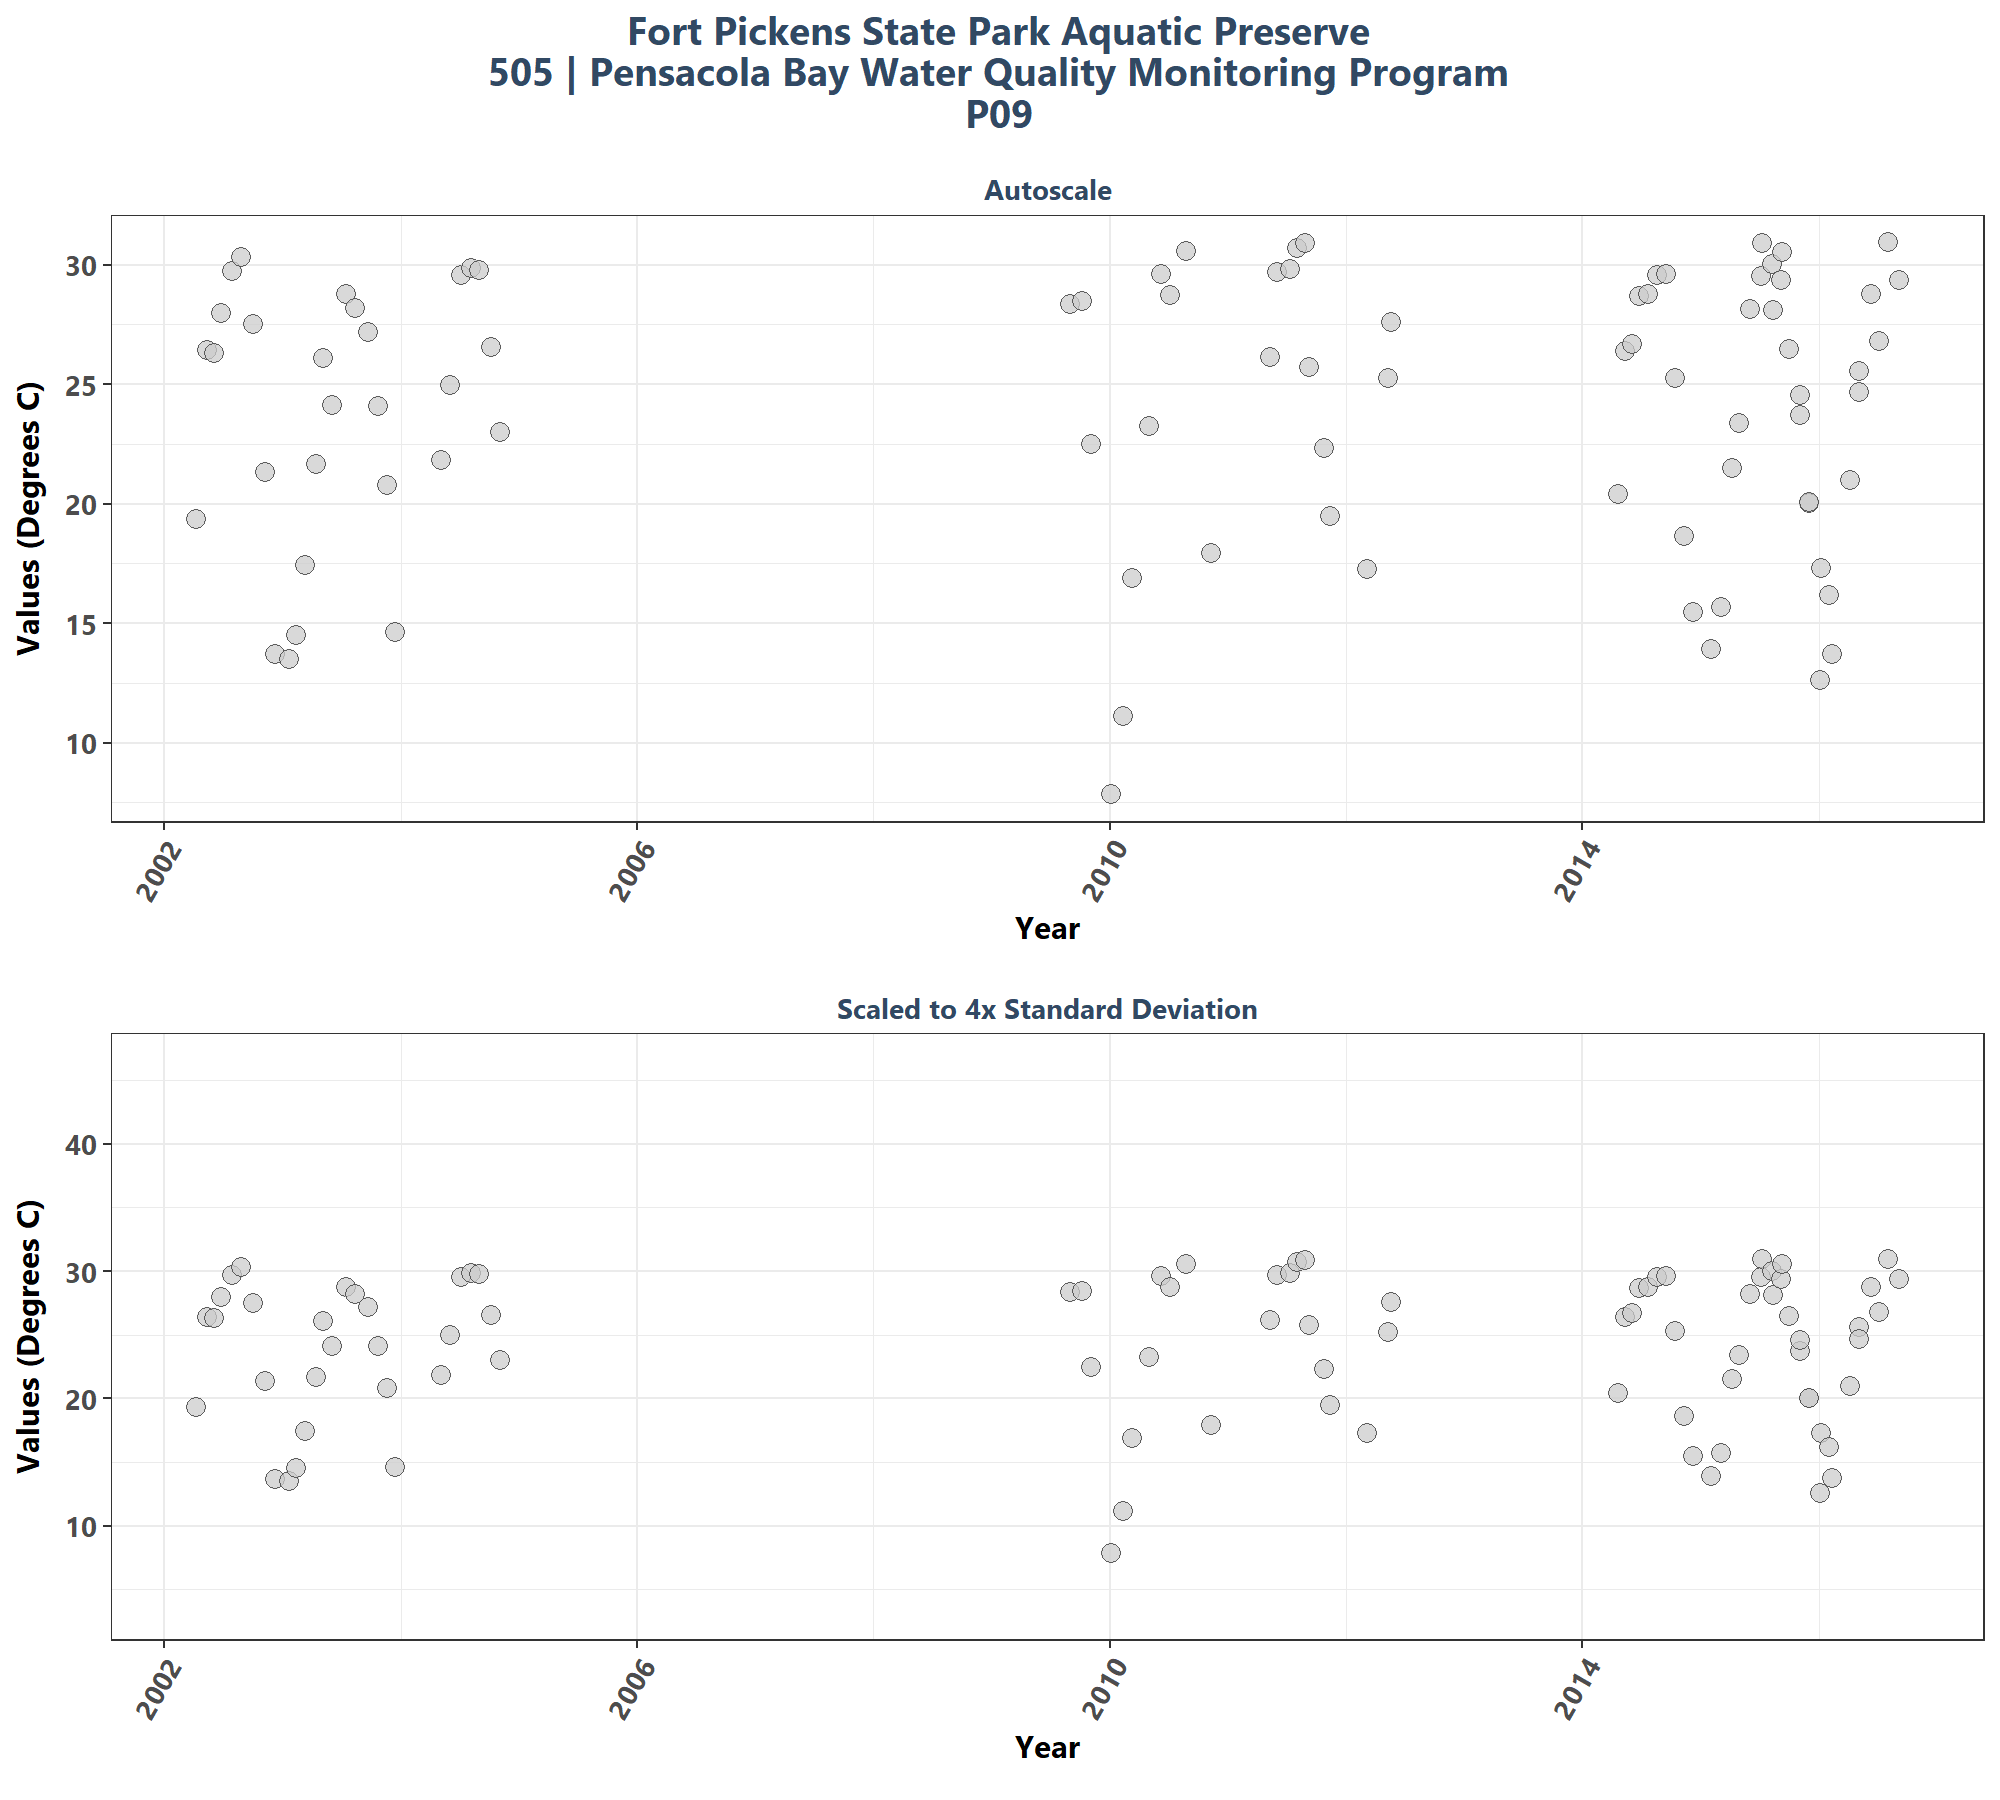 Fort Pickens State Park Aquatic Preserve
505 | Pensacola Bay Water Quality Monitoring Program
P09
Autoscale
Values (Degrees C)
30
25
20
15
10
2002
2006
2010
2014
Year
Scaled to 4x Standard Deviation
Values (Degrees C)
40
30
20
10
2002
2006
2010
2014
Year